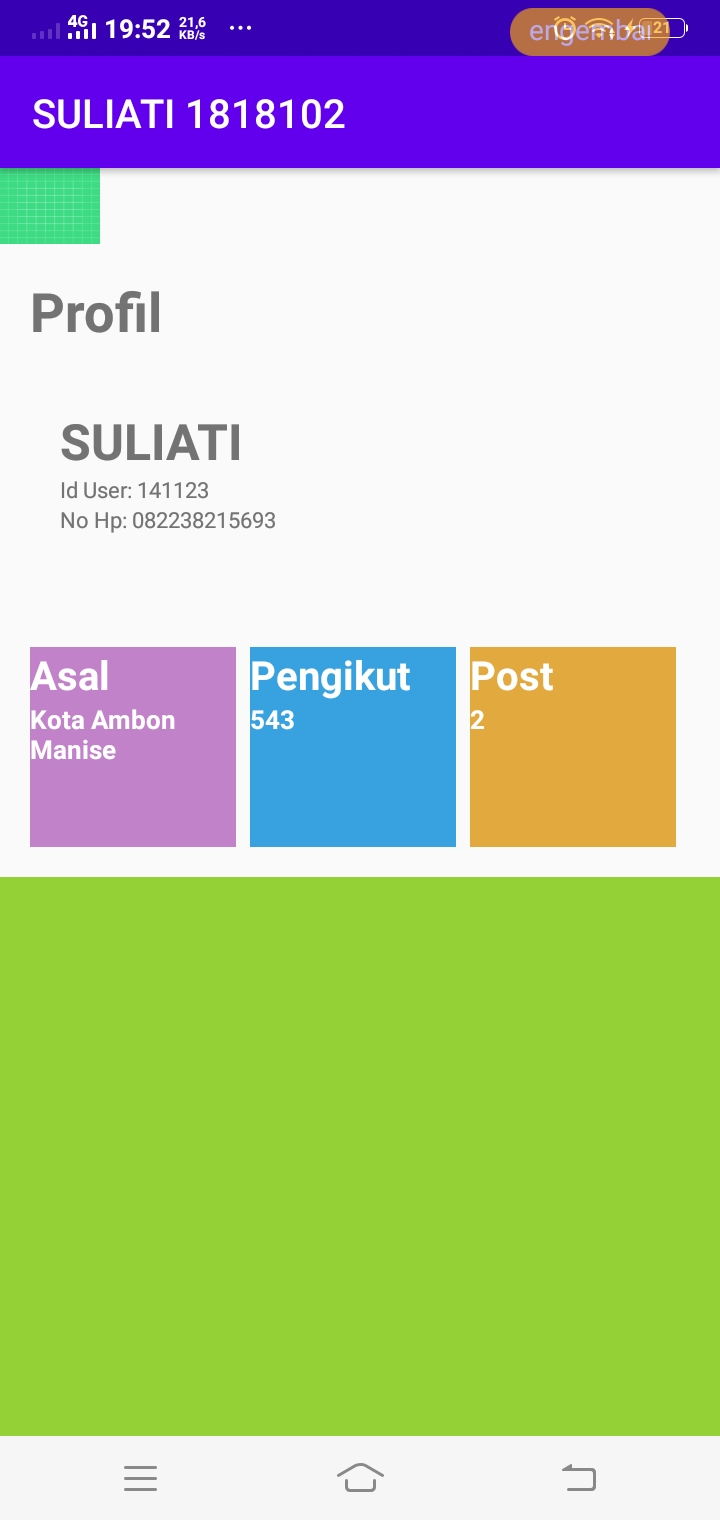 4G 19:52 21,6 KB/s ... engembal 21
SULIATI 1818102
Profil
SULIATI
Id User: 141123
No Hp: 082238215693
Asal
Kota Ambon
Manise
Pengikut
543
Post
2